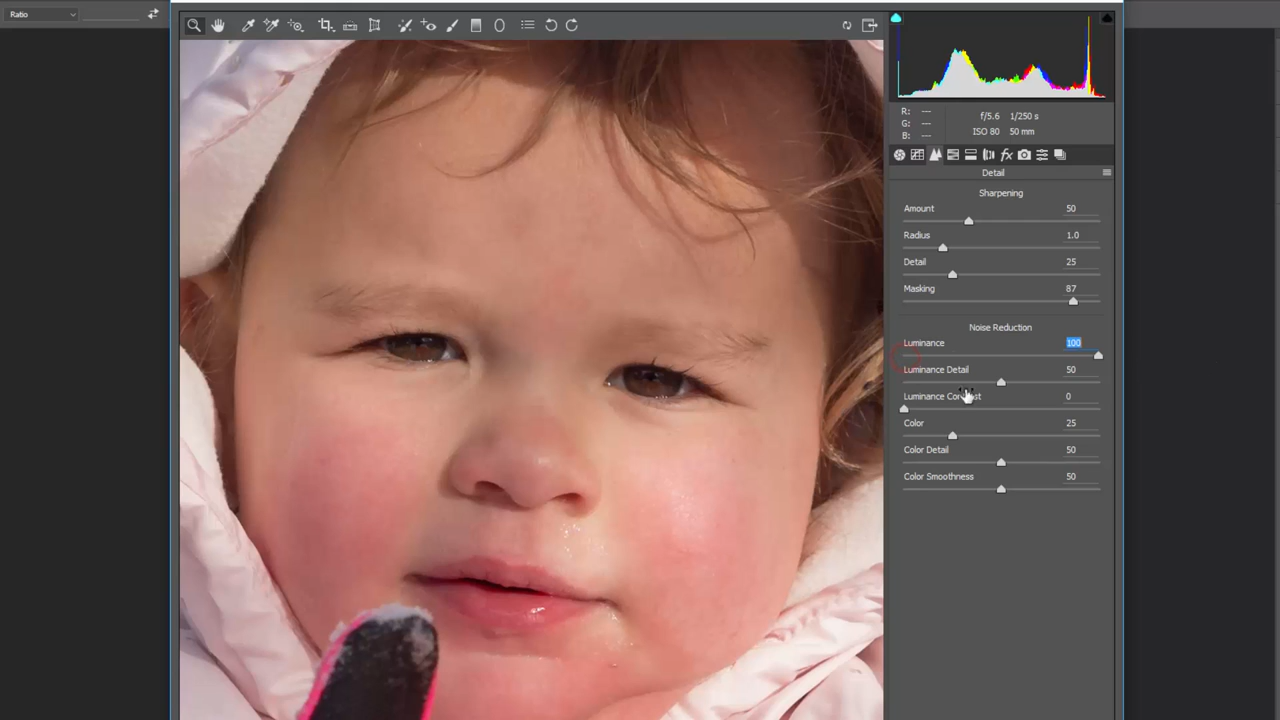 Ratio
R: ---
G: ---
B: ---
f/5.6 1/250 s
ISO 80 50 mm
fx
Detail
Sharpening
Amount 50
Radius 1.0
Detail 25
Masking 87
Noise Reduction
Luminance 100
Luminance Detail 50
Luminance Contrast 0
Color 25
Color Detail 50
Color Smoothness 50